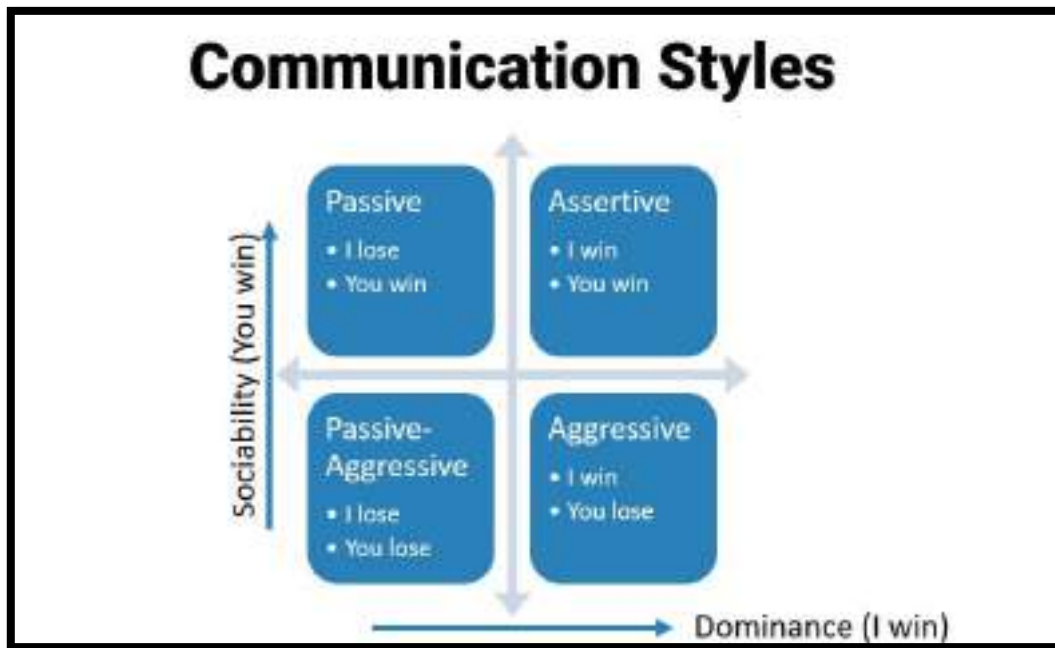 Communication Styles
Passive
• I lose
• You win
Assertive
• I win
• You win
Sociability (You win)
Passive-
Aggressive
• I lose
• You lose
Aggressive
• I win
• You lose
Dominance (I win)